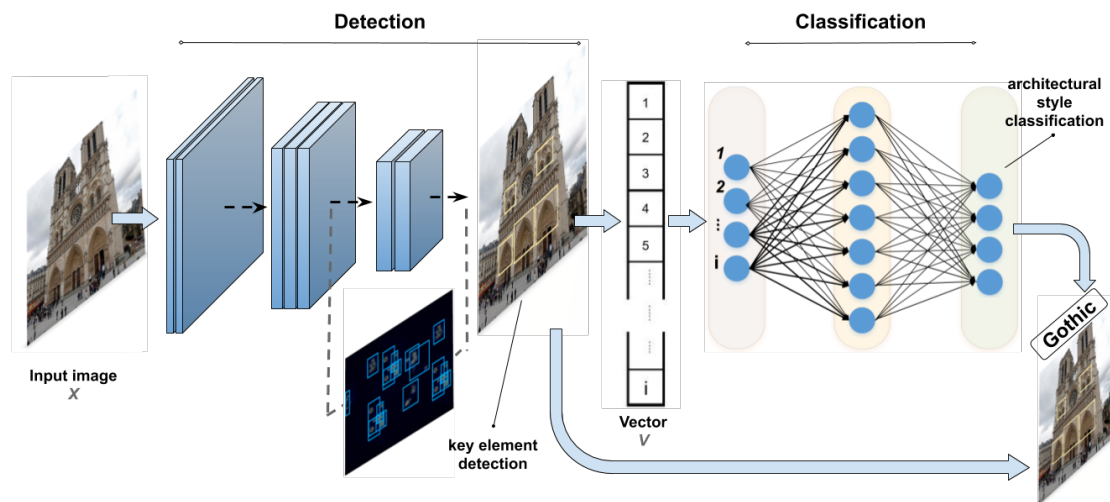 Detection
Classification
Input image
X
key element
detection
1
2
3
4
5
i
Vector
V
1
2
...
i
architectural
style
classification
Gothic